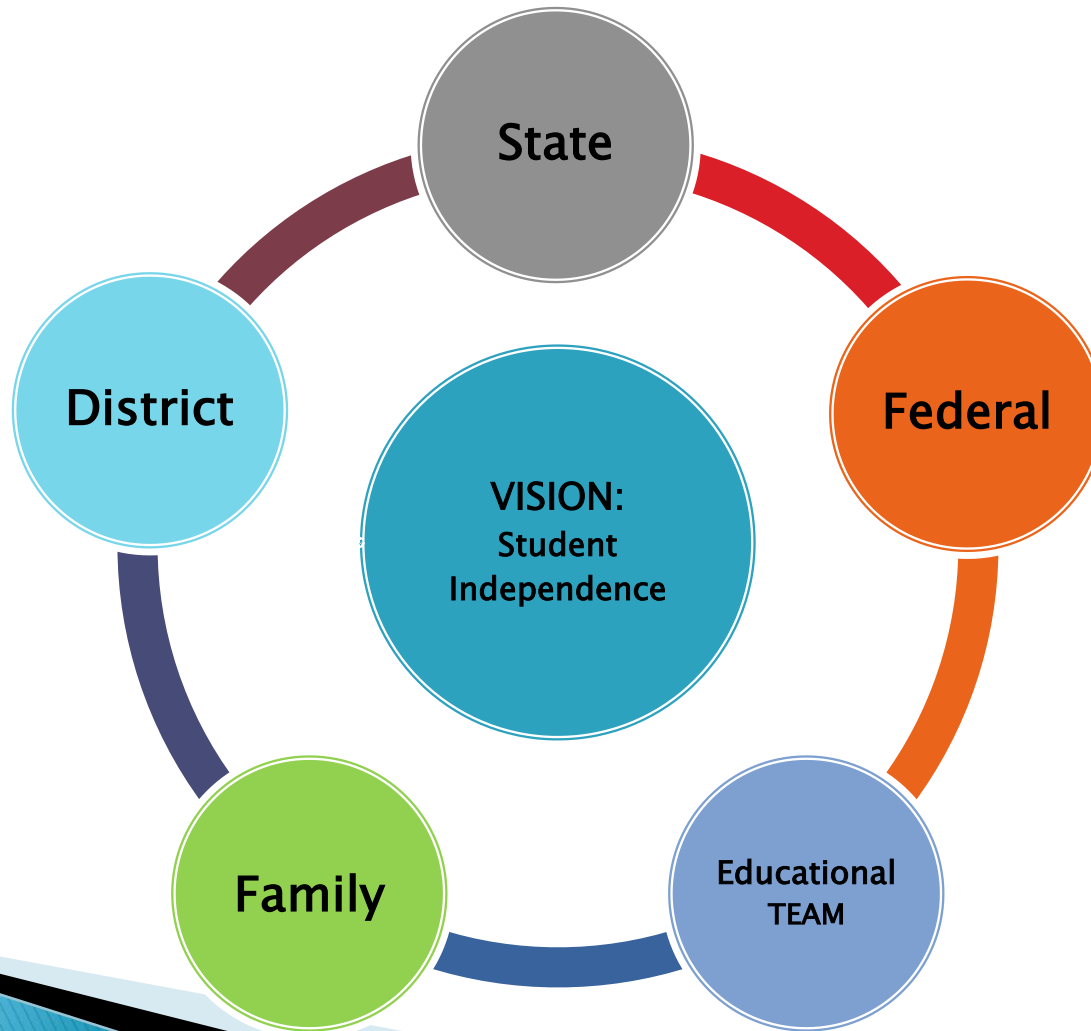 State
Federal
District
VISION:
Student
Independence
Educational
TEAM
Family